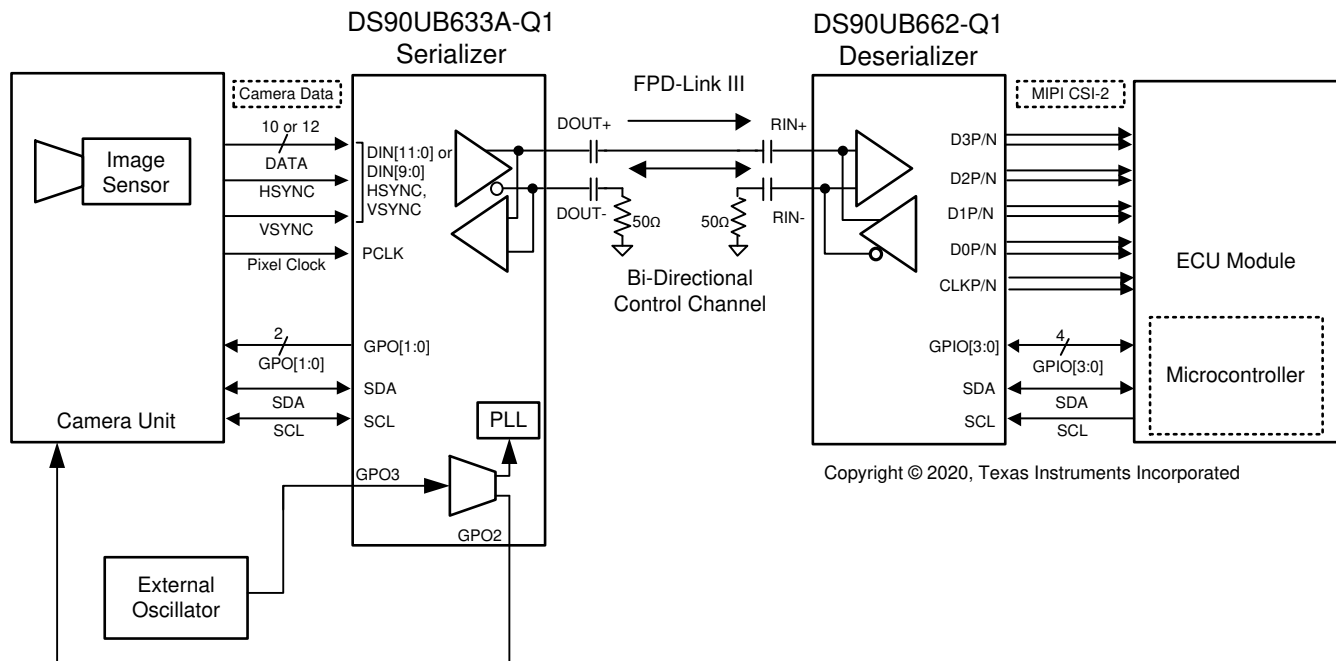 DS90UB633A-Q1
Serializer
DS90UB662-Q1
Deserializer
Camera Data
FPD-Link III
MIPI CSI-2
Image
Sensor
10 or 12
DATA
HSYNC
VSYNC
Pixel Clock
DIN[11:0] or
DIN[9:0]
HSYNC,
VSYNC
PCLK
DOUT+
DOUT-
50Ω
50Ω
RIN+
RIN-
Bi-Directional
Control Channel
D3P/N
D2P/N
D1P/N
D0P/N
CLKP/N
ECU Module
2
GPO[1:0]
GPO[1:0]
SDA
SDA
SCL
SCL
Camera Unit
GPIO[3:0]
4
GPIO[3:0]
SDA
SDA
SCL
SCL
Microcontroller
PLL
GPO3
GPO2
Copyright © 2020, Texas Instruments Incorporated
External
Oscillator